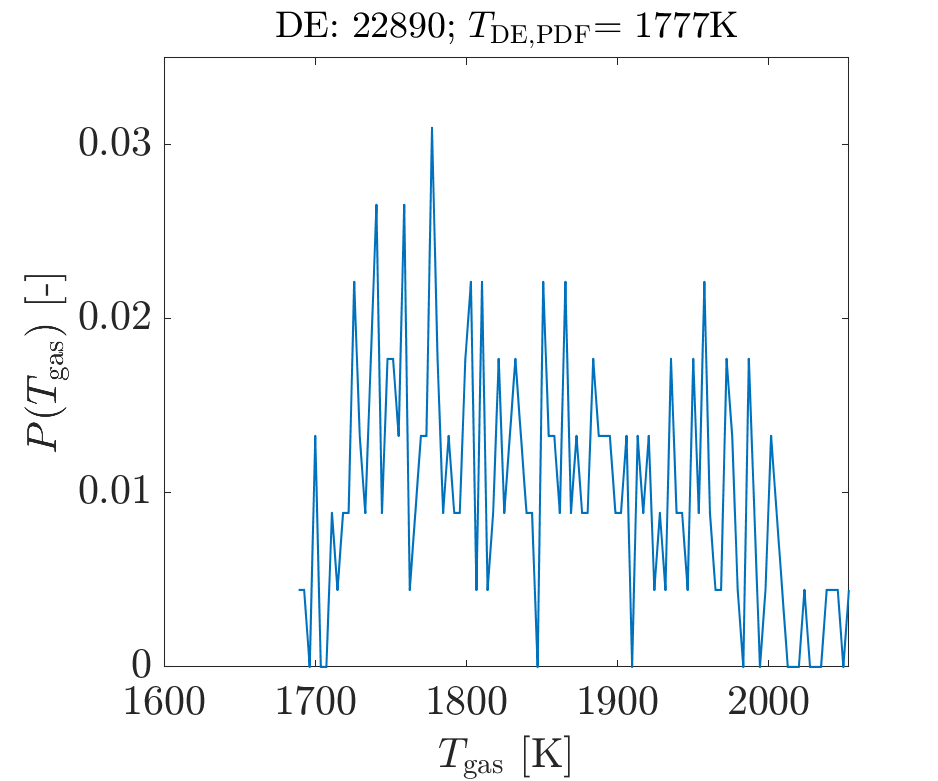 DE: 22890; T_DE,PDF= 1777K
0.03
0.02
0.01
0
P(T_gas) [-]
1600 1700 1800 1900 2000
T_gas [K]